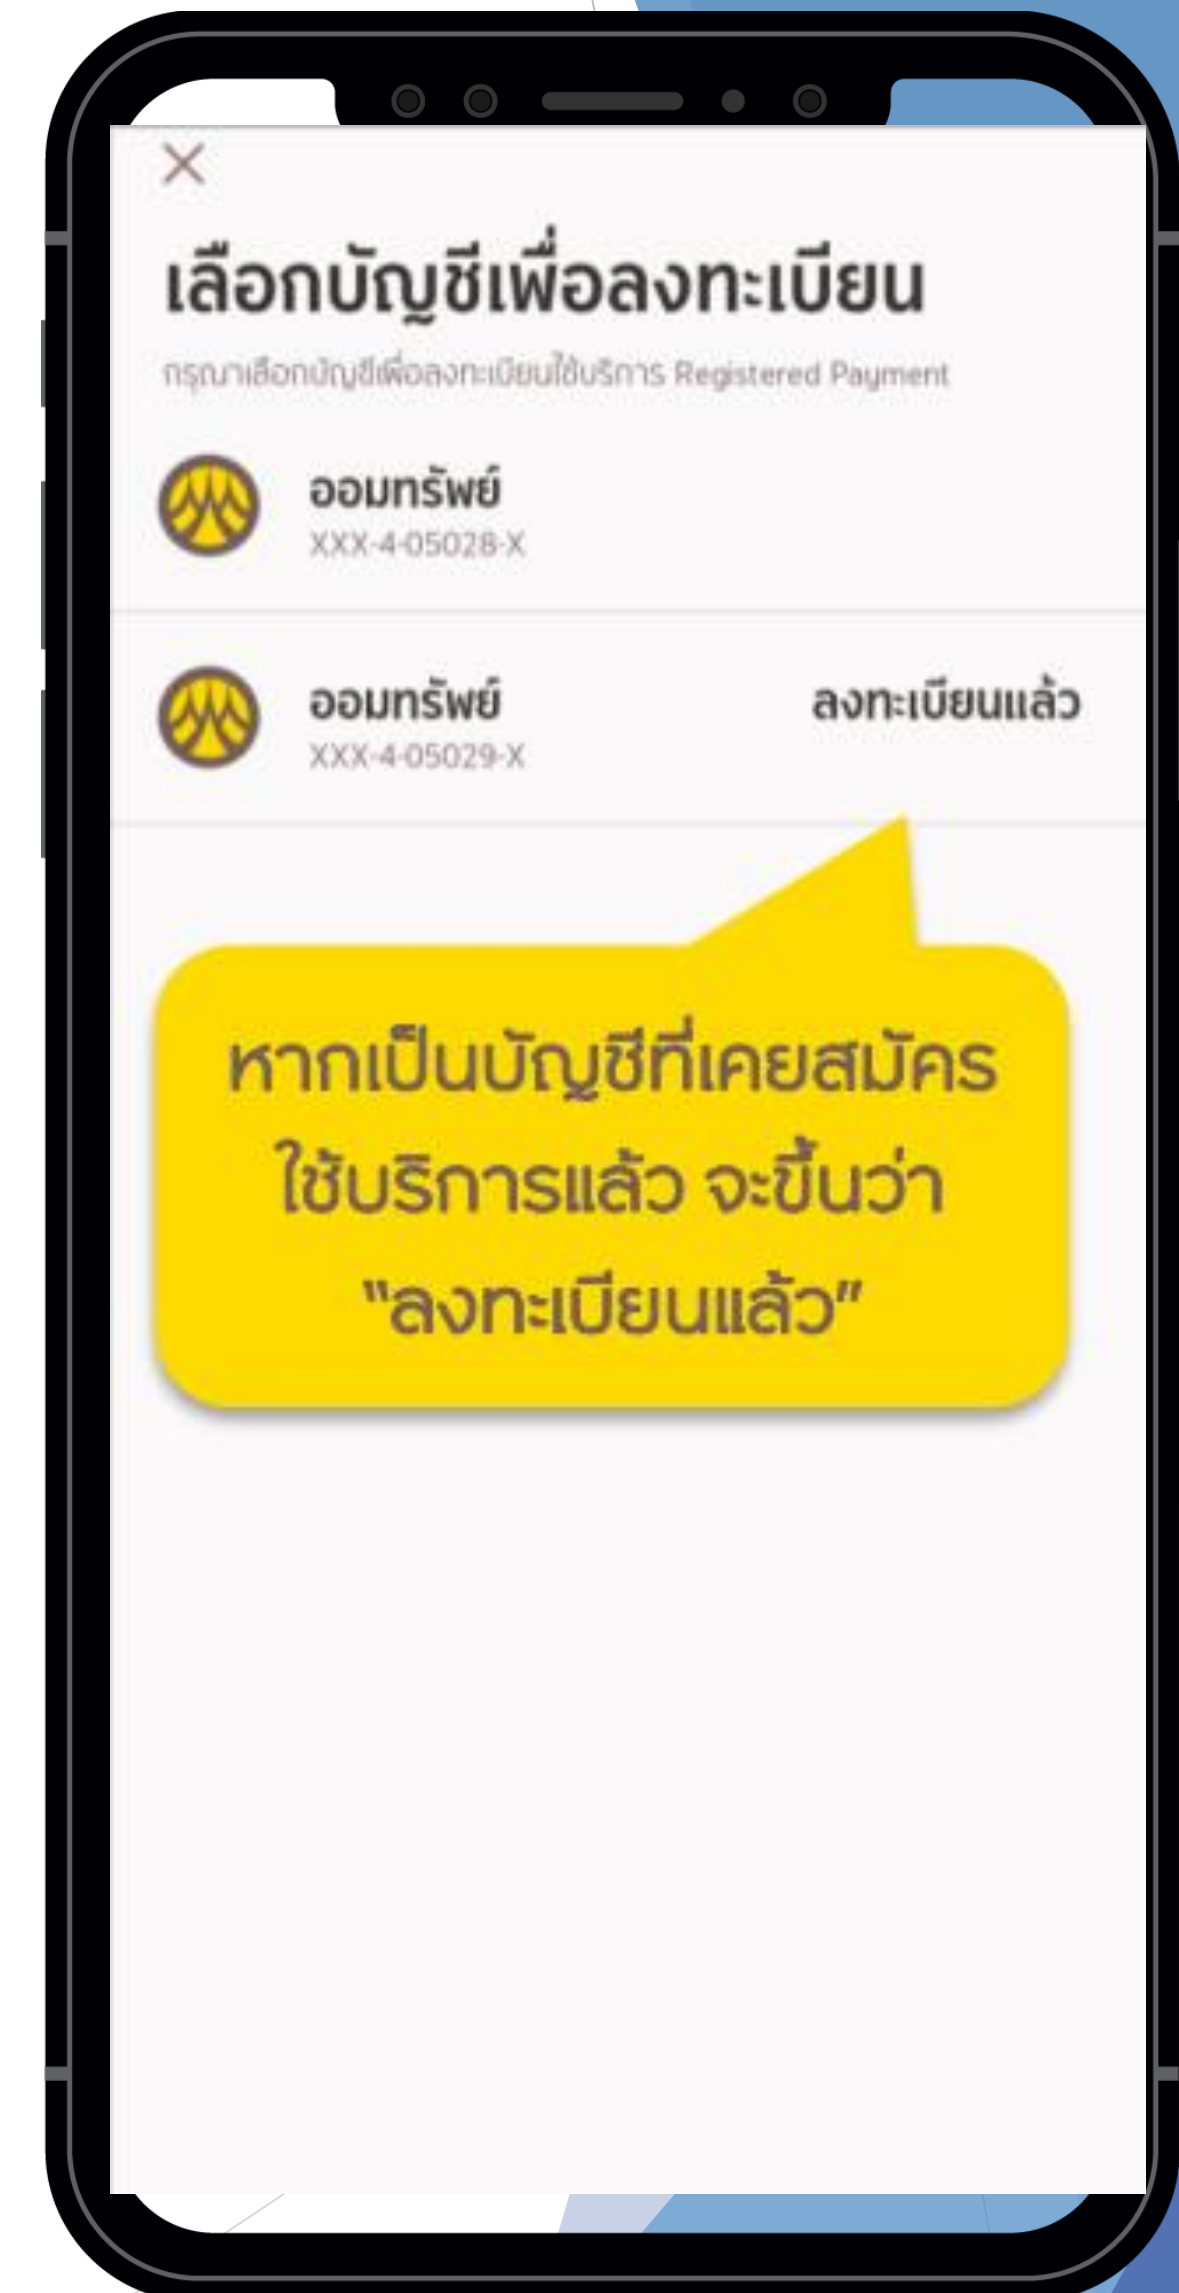 เลือกบัญชีเพื่อลงทะเบียน
กรุณาเลือกบัญชีเพื่อลงทะเบียนใช้บริการ Registered Payment
ออมทรัพย์
XXX-4-05028-X
ออมทรัพย์
ลงทะเบียนแล้ว
XXX-4-05029-X
หากเป็นบัญชีที่เคยสมัคร
ใช้บริการแล้ว จะขึ้นว่า
"ลงทะเบียนแล้ว"